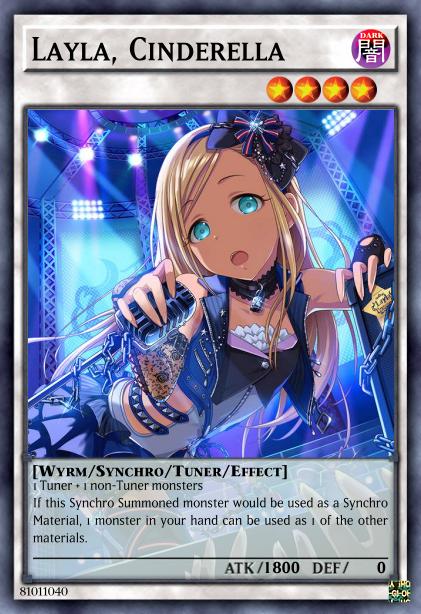 Layla, Cinderella
DARK
闇
[Wyrm/Synchro/Tuner/Effect]
1 Tuner + 1 non-Tuner monsters
If this Synchro Summoned monster would be used as a Synchro
Material, 1 monster in your hand can be used as 1 of the other
materials.
ATK/1800 DEF/ 0
81011040